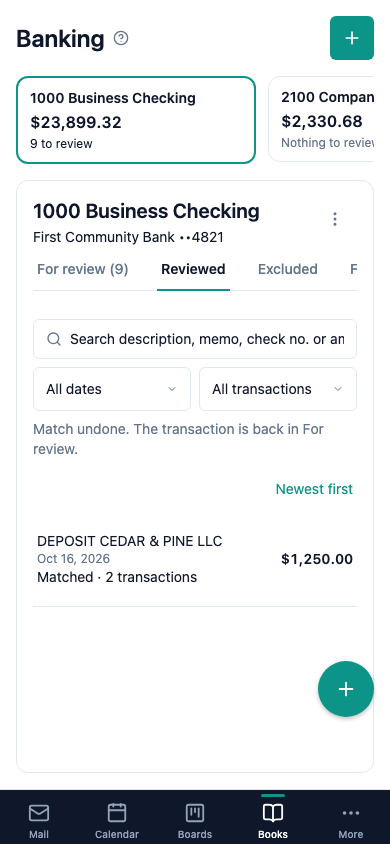 Banking
1000 Business Checking
$23,899.32
9 to review
2100 Compan
$2,330.68
Nothing to review
1000 Business Checking
First Community Bank ••4821
For review (9)
Reviewed
Excluded
F
Search description, memo, check no. or an
All dates
All transactions
Match undone. The transaction is back in For
review.
Newest first
DEPOSIT CEDAR & PINE LLC
Oct 16, 2026
$1,250.00
Matched · 2 transactions
Mail
Calendar
Boards
Books
More